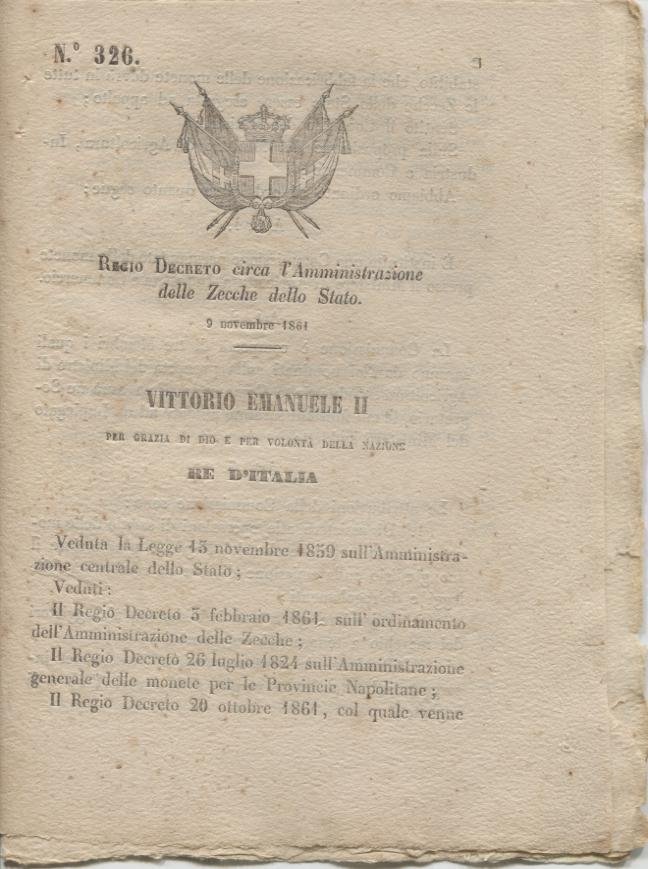 N.° 326.
3
REGIO DECRETO circa l'Amministrazione
delle Zecche dello Stato.
9 novembre 1861
VITTORIO EMANUELE II
PER GRAZIA DI DIO E PER VOLONTÀ DELLA NAZIONE
RE D'ITALIA
Veduta la Legge 13 novembre 1859 sull'Amministra-
zione centrale dello Stato;
Veduti:
Il Regio Decreto 3 febbraio 1861 sull'ordinamento
dell'Amministrazione delle Zecche;
Il Regio Decreto 26 luglio 1824 sull'Amministrazione
generale delle monete per le Provincie Napolitane;
Il Regio Decreto 20 ottobre 1861, col quale venne